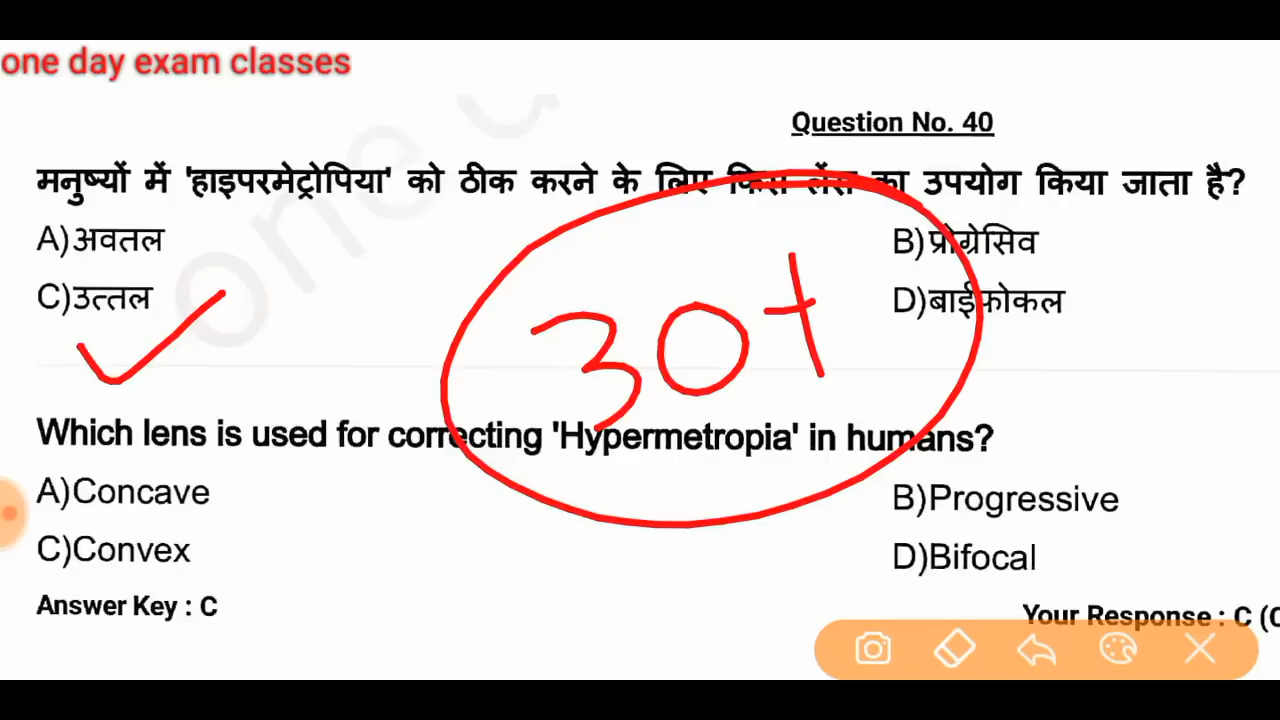 one day exam classes
Question No. 40
मनुष्यों में 'हाइपरमेट्रोपिया' को ठीक करने के लिए किस लेंस का उपयोग किया जाता है?
A)अवतल
B)प्रोग्रेसिव
C)उत्तल
D)बाईफोकल
30+
Which lens is used for correcting 'Hypermetropia' in humans?
A)Concave
B)Progressive
C)Convex
D)Bifocal
Answer Key : C
Your Response : C (C
one